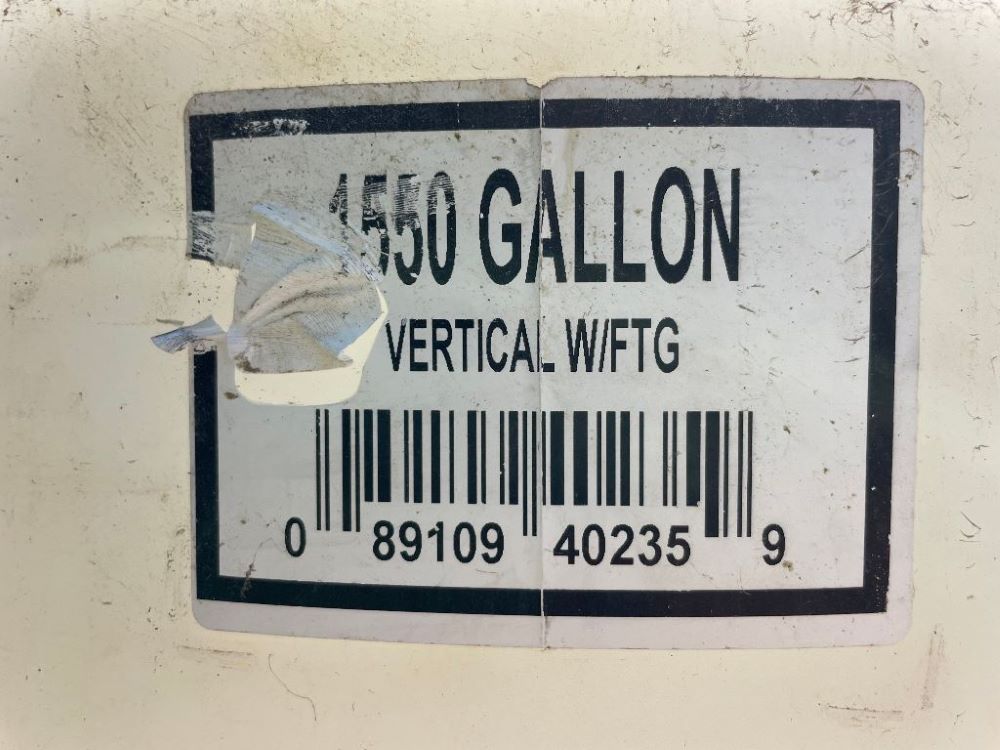 1550 GALLON
VERTICAL W/FTG
0 89109 40235 9